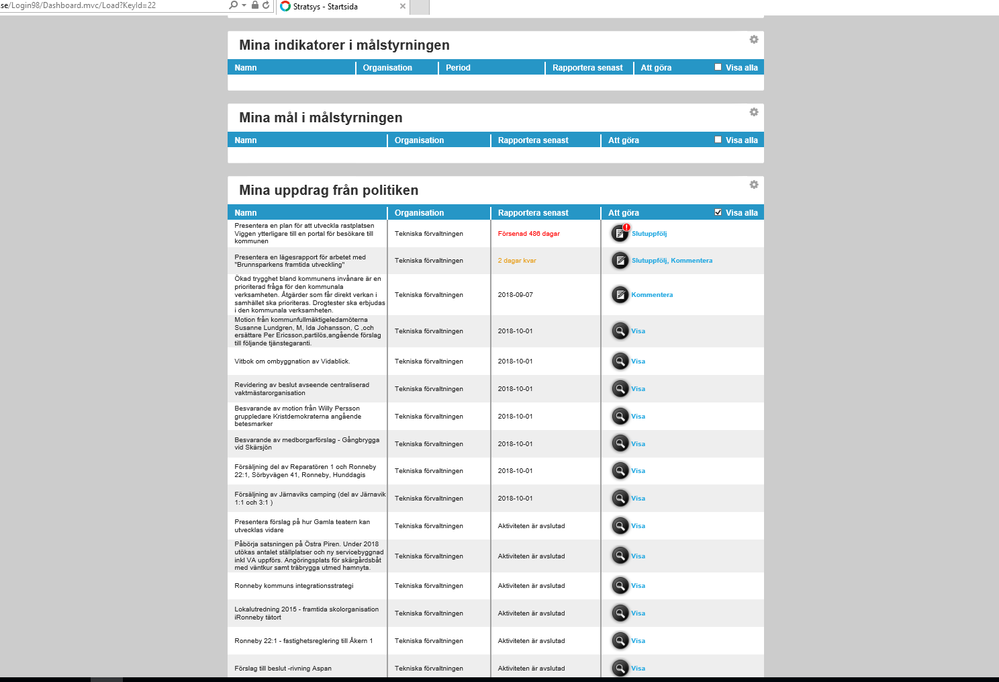 se/Login98/Dashboard.mvc/Load?KeyId=22
Stratsys - Startsida
Mina indikatorer i målstyrningen
Namn Organisation Period Rapportera senast Att göra Visa alla
Mina mål i målstyrningen
Namn Organisation Rapportera senast Att göra Visa alla
Mina uppdrag från politiken
Namn Organisation Rapportera senast Att göra Visa alla
Presentera en plan för att utveckla rastplatsen
Viggen ytterligare till en portal för besökare till
kommunen
Tekniska förvaltningen Försenad 486 dagar Slutuppfölj
Presentera en lägesrapport för arbetet med
"Brunnsparkens framtida utveckling"
Tekniska förvaltningen 2 dagar kvar Slutuppfölj, Kommentera
Ökad trygghet bland kommunens invånare är en
prioriterad fråga för den kommunala
verksamheten. Åtgärder som får direkt verkan i
samhället ska prioriteras. Drogtester ska erbjudas
i den kommunala verksamheten.
Tekniska förvaltningen 2018-09-07 Kommentera
Motion från kommunfullmäktigeledamöterna
Susanne Lundgren, M, Ida Johansson, C ,och
ersättare Per Ericsson,partilös,angående förslag
till följande tjänstegaranti.
Tekniska förvaltningen 2018-10-01 Visa
Vitbok om ombyggnation av Vidablick.
Tekniska förvaltningen 2018-10-01 Visa
Revidering av beslut avseende centraliserad
vaktmästarorganisation
Tekniska förvaltningen 2018-10-01 Visa
Besvarande av motion från Willy Persson
gruppledare Kristdemokraterna angående
betesmarker
Tekniska förvaltningen 2018-10-01 Visa
Besvarande av medborgarförslag - Gångbrygga
vid Skärsjön
Tekniska förvaltningen 2018-10-01 Visa
Försäljning del av Reparatören 1 och Ronneby
22:1, Sörbyvägen 41, Ronneby, Hunddagis
Tekniska förvaltningen 2018-10-01 Visa
Försäljning av Järnaviks camping (del av Järnavik
1:1 och 3:1 )
Tekniska förvaltningen 2018-10-01 Visa
Presentera förslag på hur Gamla teatern kan
utvecklas vidare
Tekniska förvaltningen Aktiviteten är avslutad Visa
Påbörja satsningen på Östra Piren. Under 2018
utökas antalet ställplatser och ny servicebyggnad
inkl VA uppförs. Angöringsplats för skärgårdsbåt
med väntkur samt träbrygga utmed hamnyta.
Tekniska förvaltningen Aktiviteten är avslutad Visa
Ronneby kommuns integrationsstrategi
Tekniska förvaltningen Aktiviteten är avslutad Visa
Lokalutredning 2015 - framtida skolorganisation
iRonneby tätort
Tekniska förvaltningen Aktiviteten är avslutad Visa
Ronneby 22:1 - fastighetsreglering till Åkern 1
Tekniska förvaltningen Aktiviteten är avslutad Visa
Förslag till beslut -rivning Aspan
Tekniska förvaltningen Aktiviteten är avslutad Visa